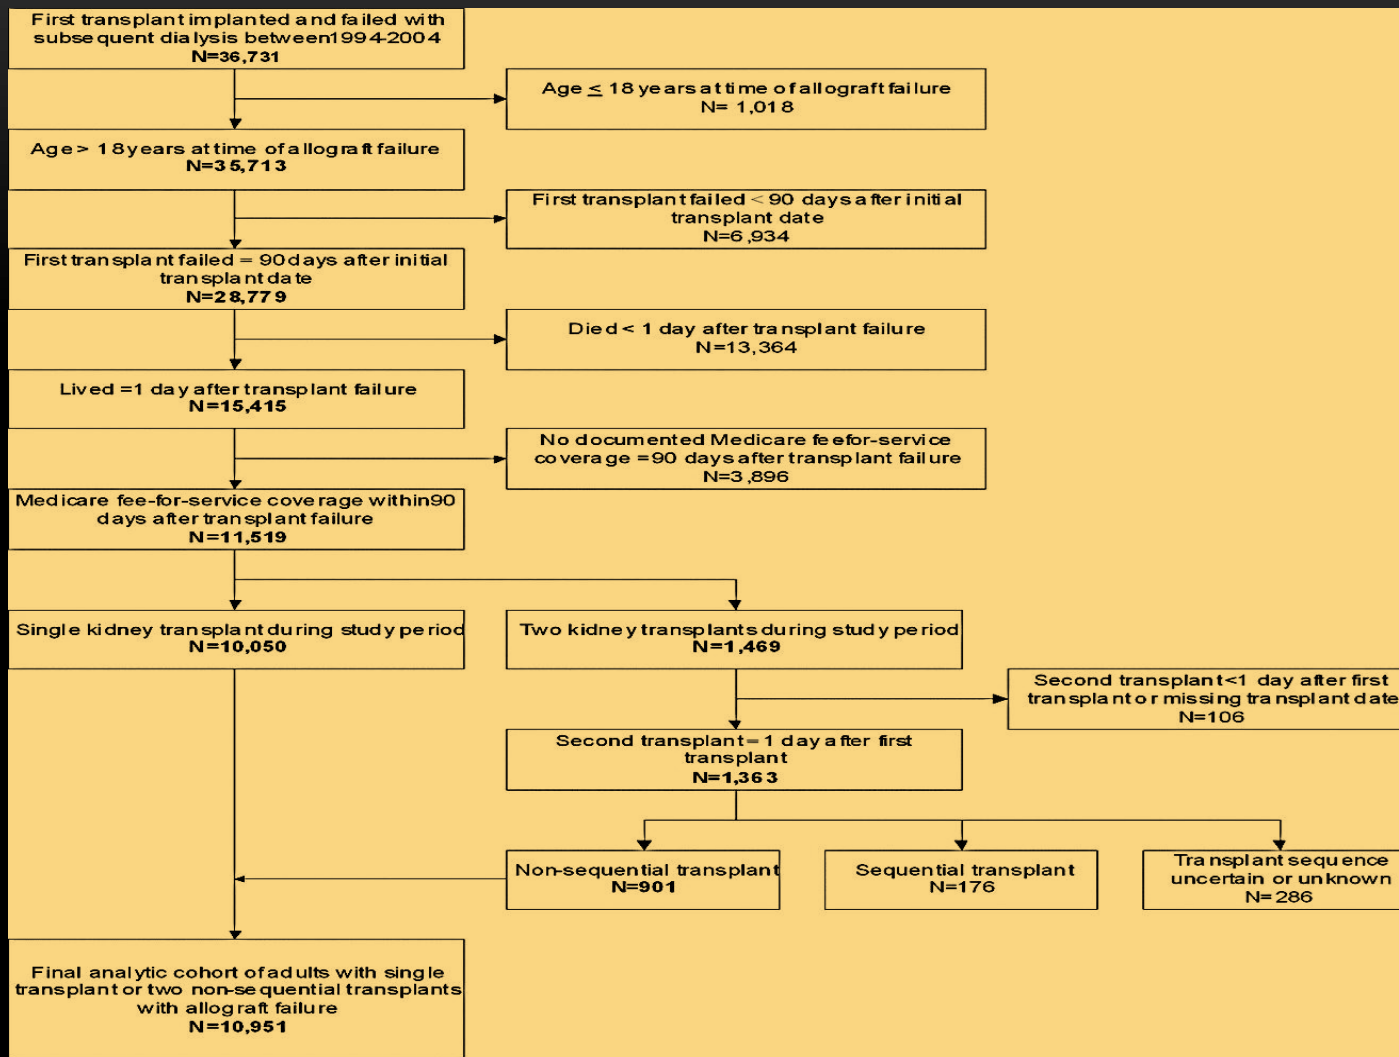 First transplant implanted and failed with
subsequent dialysis between1994-2004
N=36,731
Age ≤ 18 years at time of allograft failure
N= 1,018
Age > 18 years at time of allograft failure
N=35,713
First transplant failed < 90 days after initial
transplant date
N=6,934
First transplant failed = 90 days after initial
transplant date
N=28,779
Died < 1 day after transplant failure
N=13,364
Lived =1 day after transplant failure
N=15,415
No documented Medicare feefor-service
coverage =90 days after transplant failure
N=3,896
Medicare fee-for-service coverage within90
days after transplant failure
N=11,519
Single kidney transplant during study period
N=10,050
Two kidney transplants during study period
N=1,469
Second transplant<1 day after first
transplant or missing transplant date
N=106
Second transplant= 1 day after first
transplant
N=1,363
Non-sequential transplant
N=901
Sequential transplant
N=176
Transplant sequence
uncertain or unknown
N=286
Final analytic cohort of adults with single
transplant or two non-sequential transplants
with allograft failure
N=10,951